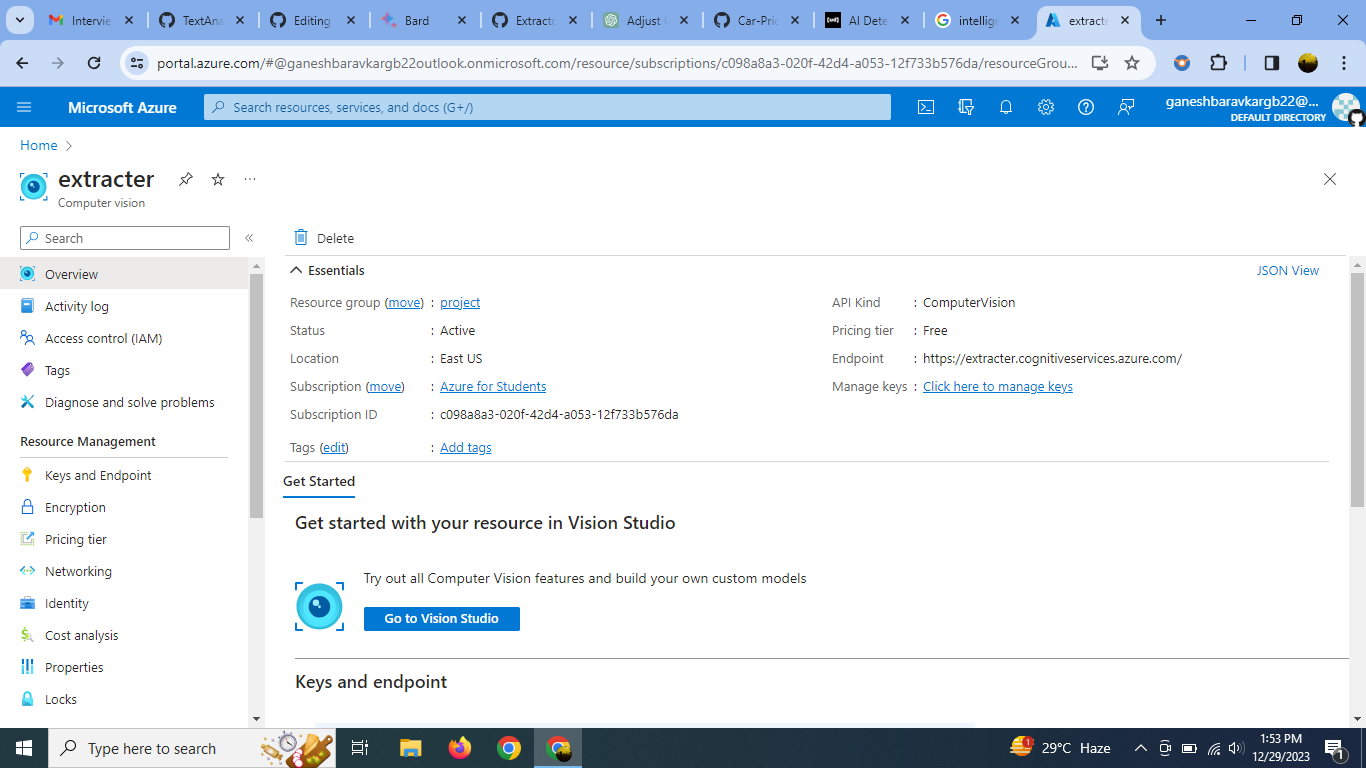 Intervie
TextAna
Editing
Bard
Extracto
Adjust
Car-Pric
AI Dete
intellige
extracte
portal.azure.com/#@ganeshbaravkargb22outlook.onmicrosoft.com/resource/subscriptions/c098a8a3-020f-42d4-a053-12f733b576da/resourceGrou...
Microsoft Azure
Search resources, services, and docs (G+/)
ganeshbaravkargb22@...
DEFAULT DIRECTORY
Home
extracter
...
Computer vision
Search
«
Delete
Overview
Activity log
Access control (IAM)
Tags
Diagnose and solve problems
Resource Management
Keys and Endpoint
Encryption
Pricing tier
Networking
Identity
Cost analysis
Properties
Locks
Essentials
JSON View
Resource group (move) : project
Status : Active
Location : East US
Subscription (move) : Azure for Students
Subscription ID : c098a8a3-020f-42d4-a053-12f733b576da
Tags (edit) : Add tags
API Kind : ComputerVision
Pricing tier : Free
Endpoint : https://extracter.cognitiveservices.azure.com/
Manage keys : Click here to manage keys
Get Started
Get started with your resource in Vision Studio
Try out all Computer Vision features and build your own custom models
Go to Vision Studio
Keys and endpoint
Type here to search
1
29°C Haze
1:53 PM
12/29/2023
1